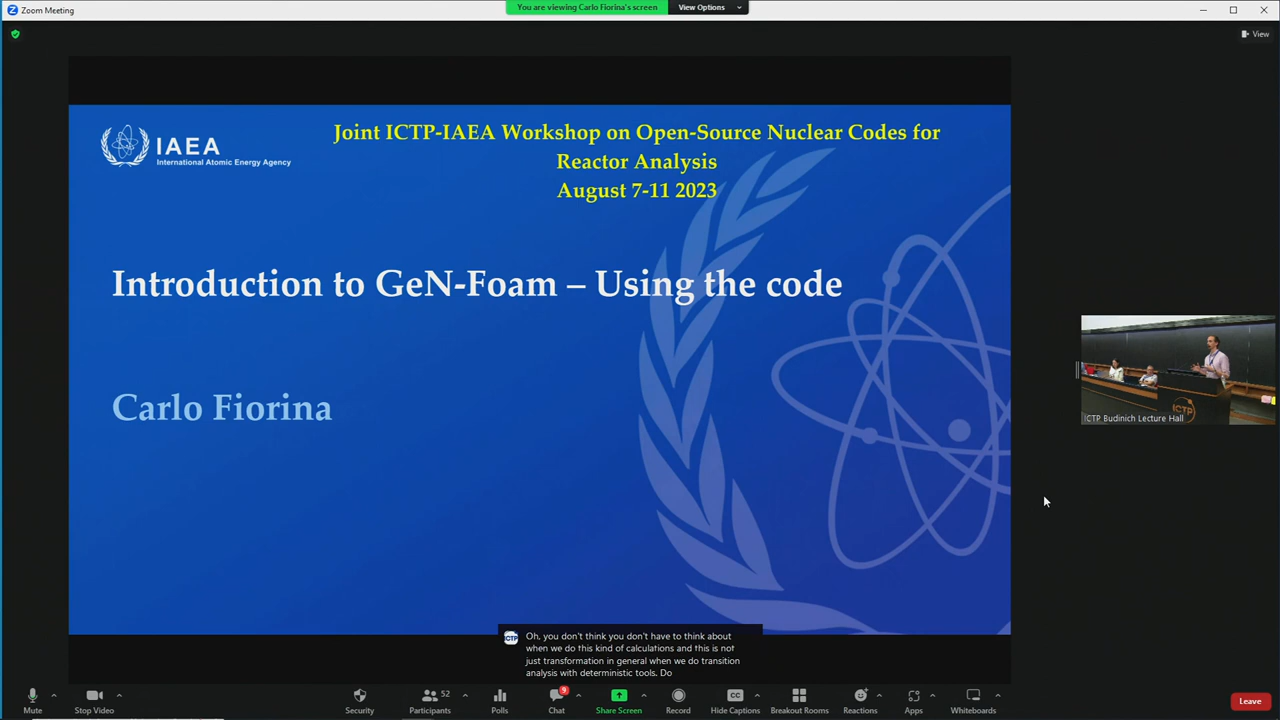 Zoom Meeting
You are viewing Carlo Fiorina's screen
View Options
View
IAEA
International Atomic Energy Agency
Joint ICTP-IAEA Workshop on Open-Source Nuclear Codes for
Reactor Analysis
August 7-11 2023
Introduction to GeN-Foam – Using the code
Carlo Fiorina
ICTP
ICTP Budinich Lecture Hall
ICTP
Oh, you don't think you don't have to think about
when we do this kind of calculations and this is not
just transformation in general when we do transition
analysis with deterministic tools. Do
Mute
Stop Video
Security
52
Participants
Polls
9
Chat
Share Screen
Record
CC
Hide Captions
Breakout Rooms
Reactions
Apps
Whiteboards
Leave